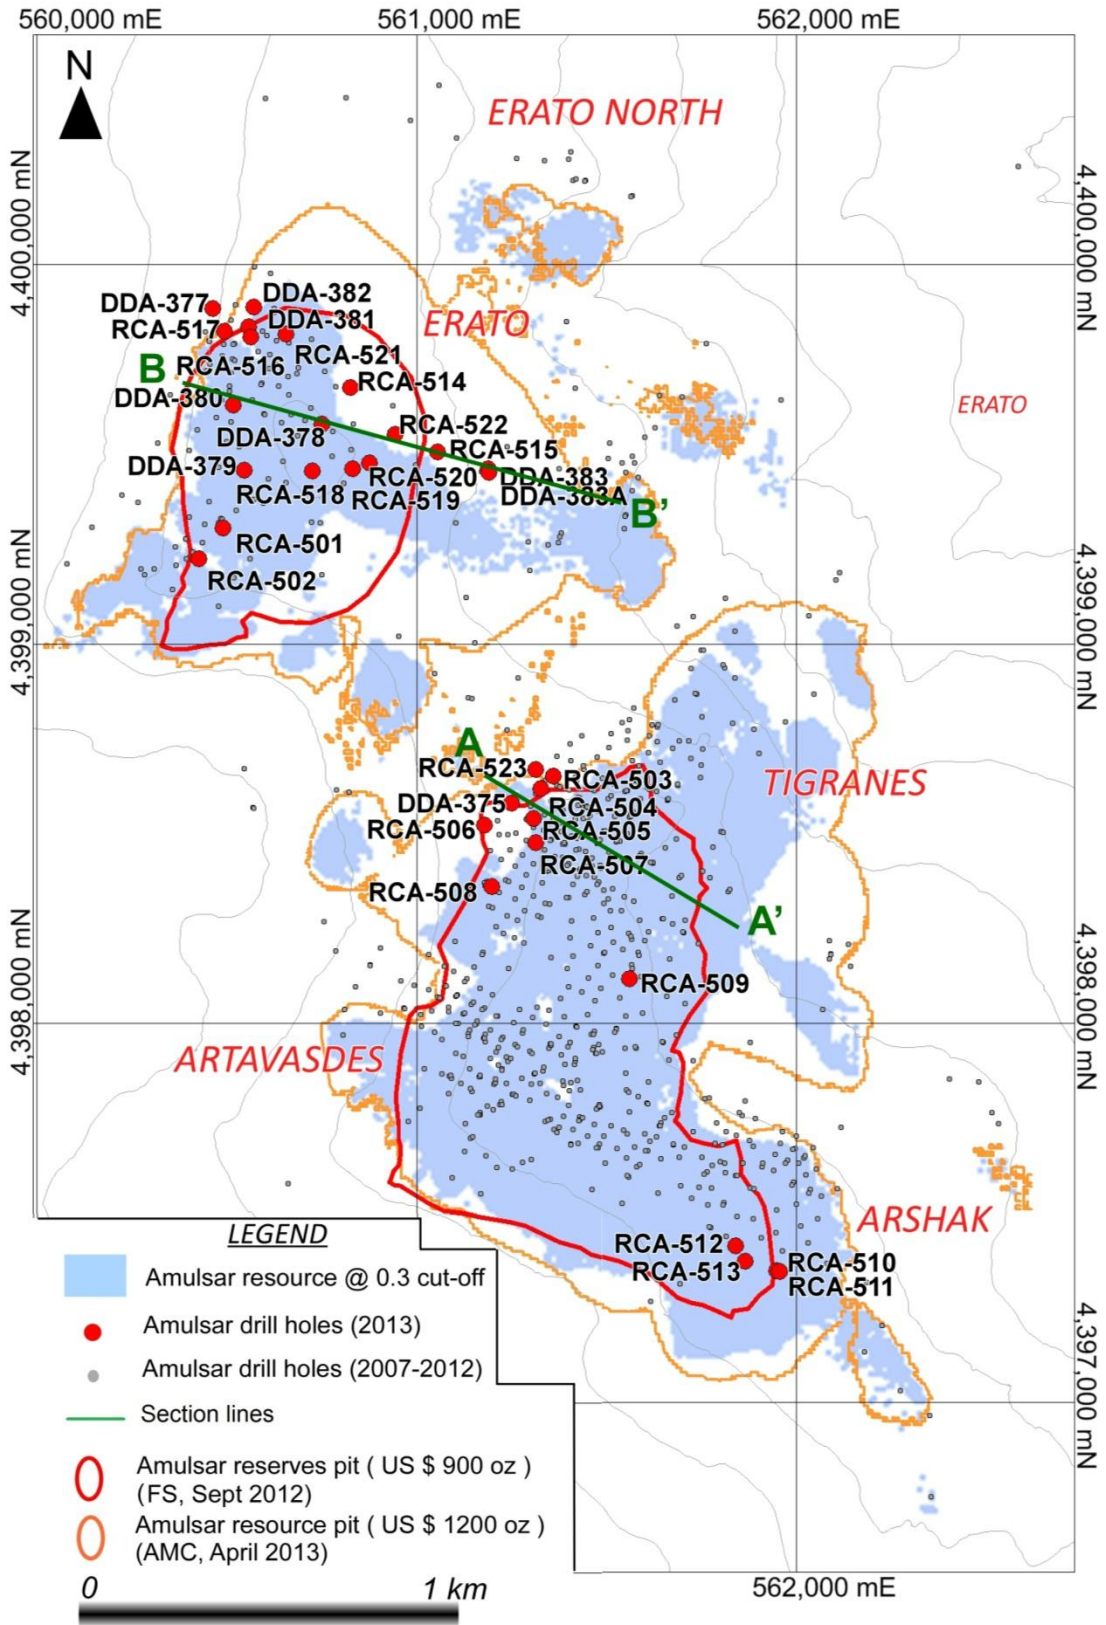 560,000 mE
561,000 mE
562,000 mE
N
ERATO NORTH
4,400,000 mN
4,400,000 mN
DDA-377
DDA-382
RCA-517
DDA-381
ERATO
RCA-516
RCA-521
B
RCA-514
DDA-380
ERATO
RCA-522
DDA-378
RCA-515
DDA-379
RCA-520
DDA-383
RCA-518
RCA-519
DDA-383A
B'
RCA-501
RCA-502
4,399,000 mN
4,399,000 mN
A
RCA-523
RCA-503
TIGRANES
DDA-375
RCA-504
RCA-506
RCA-505
RCA-507
RCA-508
A'
4,398,000 mN
4,398,000 mN
RCA-509
ARTAVASDES
ARSHAK
RCA-512
RCA-513
RCA-510
RCA-511
4,397,000 mN
LEGEND
Amulsar resource @ 0.3 cut-off
Amulsar drill holes (2013)
Amulsar drill holes (2007-2012)
Section lines
Amulsar reserves pit ( US $ 900 oz )
(FS, Sept 2012)
Amulsar resource pit ( US $ 1200 oz )
(AMC, April 2013)
0
1 km
562,000 mE